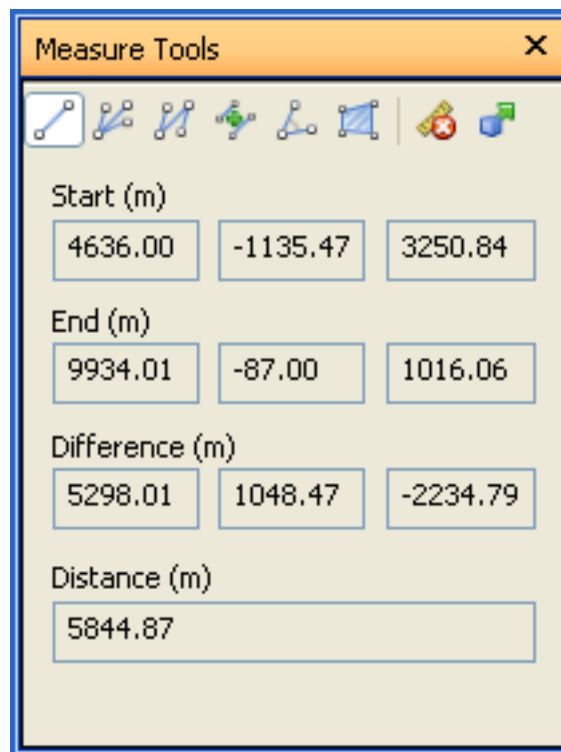 Measure Tools
Start (m)
4636.00 -1135.47 3250.84
End (m)
9934.01 -87.00 1016.06
Difference (m)
5298.01 1048.47 -2234.79
Distance (m)
5844.87